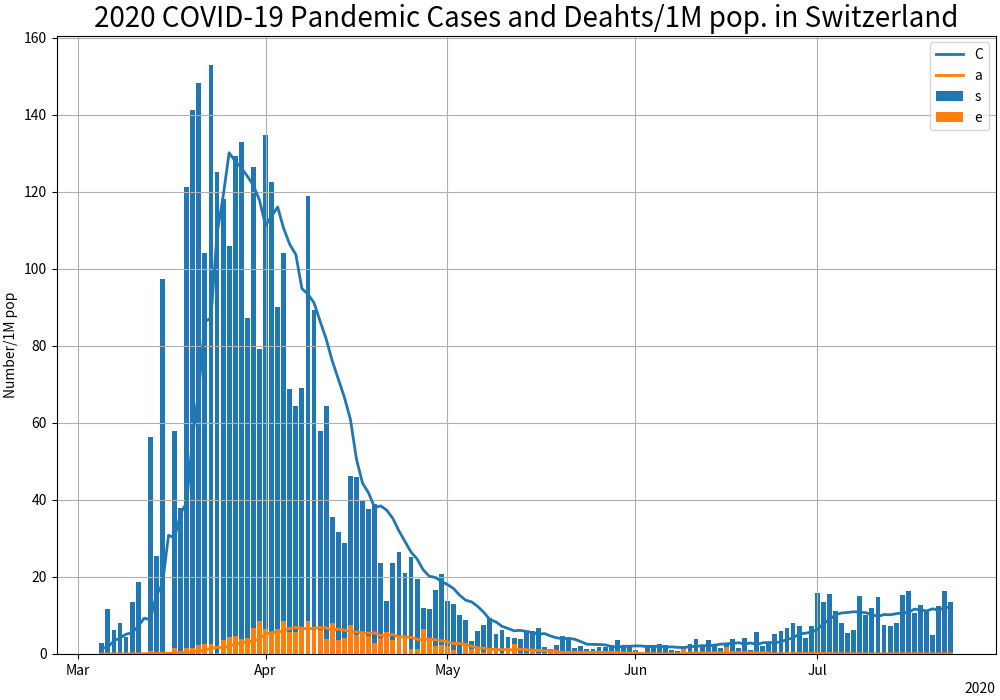 2020 COVID-19 Pandemic Cases and Deahts/1M pop. in Switzerland
160
140
120
100
80
60
40
20
0
Number/1M pop
C
a
s
e
Mar
Apr
May
Jun
Jul
2020